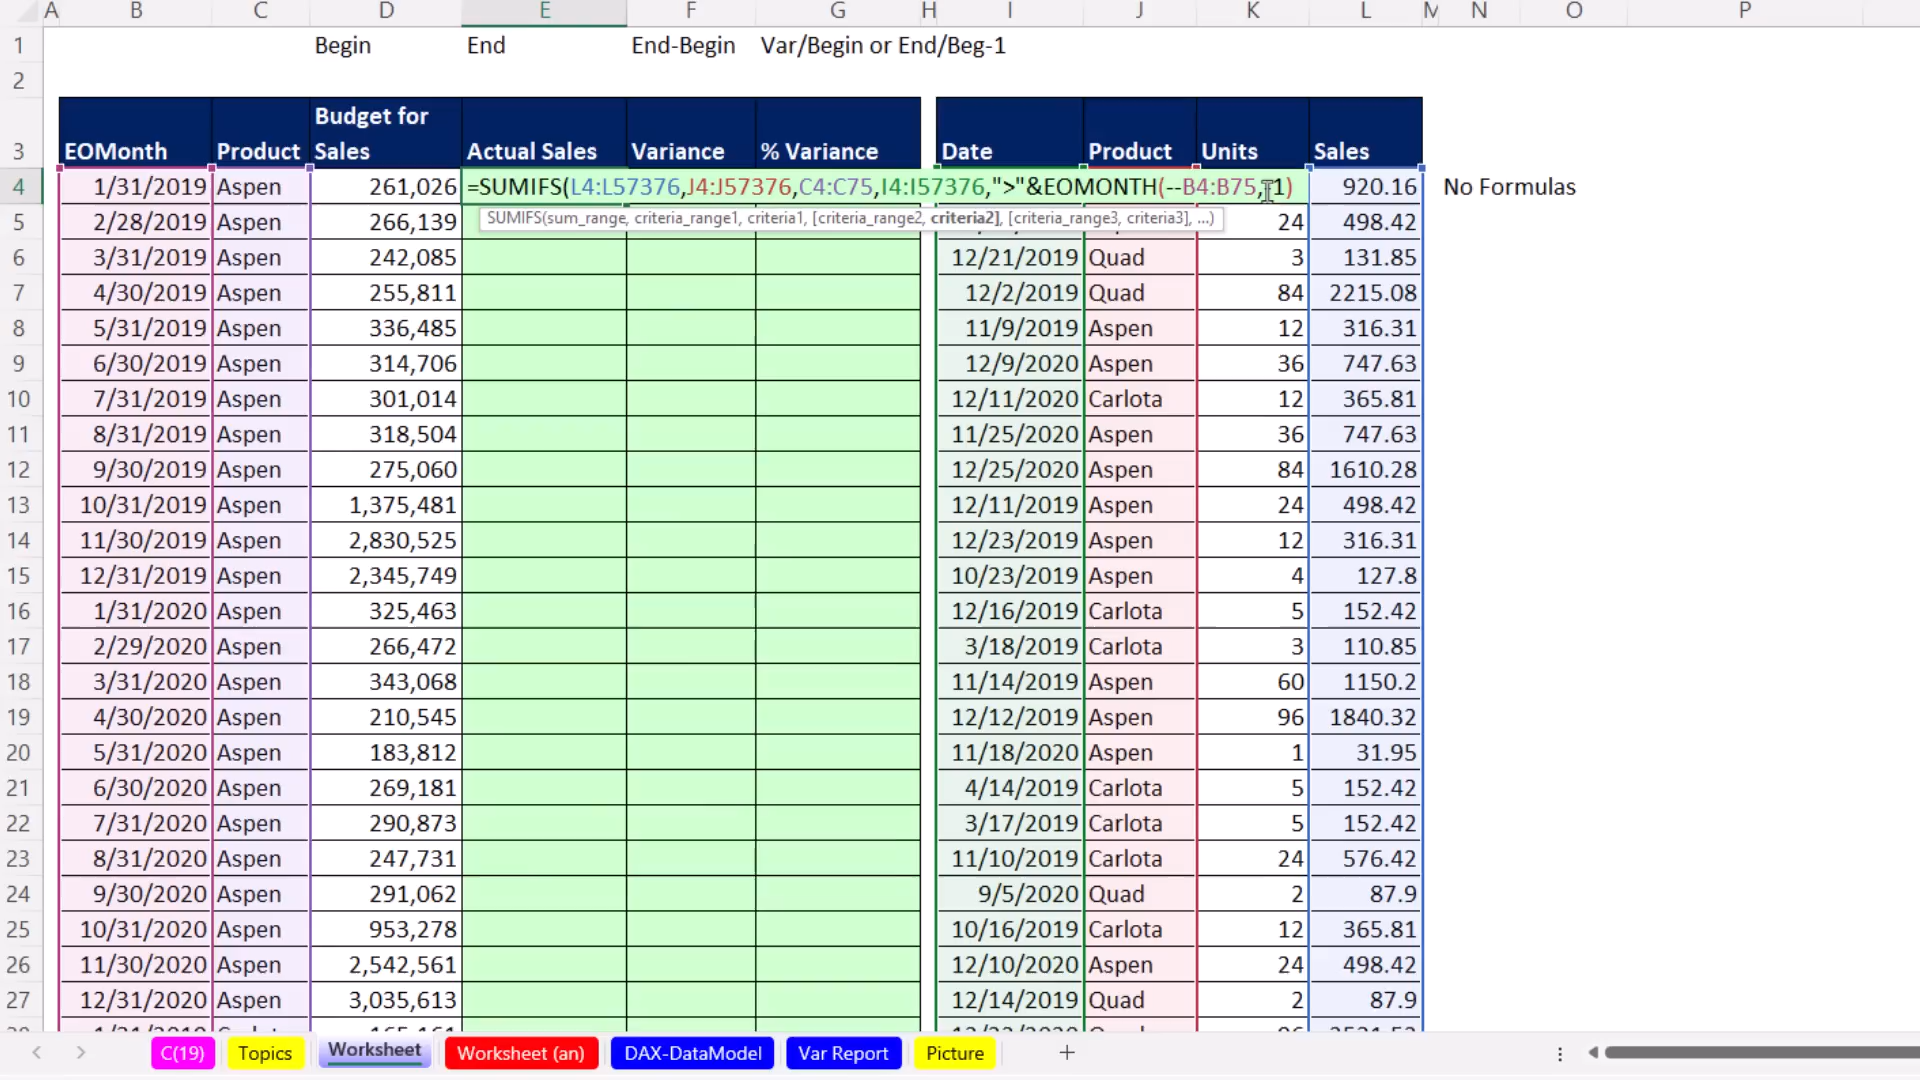 A B C D E F G H I J K L M N O P
1 Begin End End-Begin Var/Begin or End/Beg-1
2
3 EOMonth Product Budget for Sales Actual Sales Variance % Variance Date Product Units Sales
4 1/31/2019 Aspen 261,026 =SUMIFS(L4:L57376,J4:J57376,C4:C75,I4:I57376,">"&EOMONTH(--B4:B75,-1) 920.16 No Formulas
SUMIFS(sum_range, criteria_range1, criteria1, [criteria_range2, criteria2], [criteria_range3, criteria3], ...)
5 2/28/2019 Aspen 266,139 24 498.42
6 3/31/2019 Aspen 242,085 12/21/2019 Quad 3 131.85
7 4/30/2019 Aspen 255,811 12/2/2019 Quad 84 2215.08
8 5/31/2019 Aspen 336,485 11/9/2019 Aspen 12 316.31
9 6/30/2019 Aspen 314,706 12/9/2020 Aspen 36 747.63
10 7/31/2019 Aspen 301,014 12/11/2020 Carlota 12 365.81
11 8/31/2019 Aspen 318,504 11/25/2020 Aspen 36 747.63
12 9/30/2019 Aspen 275,060 12/25/2020 Aspen 84 1610.28
13 10/31/2019 Aspen 1,375,481 12/11/2019 Aspen 24 498.42
14 11/30/2019 Aspen 2,830,525 12/23/2019 Aspen 12 316.31
15 12/31/2019 Aspen 2,345,749 10/23/2019 Aspen 4 127.8
16 1/31/2020 Aspen 325,463 12/16/2019 Carlota 5 152.42
17 2/29/2020 Aspen 266,472 3/18/2019 Carlota 3 110.85
18 3/31/2020 Aspen 343,068 11/14/2019 Aspen 60 1150.2
19 4/30/2020 Aspen 210,545 12/12/2019 Aspen 96 1840.32
20 5/31/2020 Aspen 183,812 11/18/2020 Aspen 1 31.95
21 6/30/2020 Aspen 269,181 4/14/2019 Carlota 5 152.42
22 7/31/2020 Aspen 290,873 3/17/2019 Carlota 5 152.42
23 8/31/2020 Aspen 247,731 11/10/2019 Carlota 24 576.42
24 9/30/2020 Aspen 291,062 9/5/2020 Quad 2 87.9
25 10/31/2020 Aspen 953,278 10/16/2019 Carlota 12 365.81
26 11/30/2020 Aspen 2,542,561 12/10/2020 Aspen 24 498.42
27 12/31/2020 Aspen 3,035,613 12/14/2019 Quad 2 87.9
C(19) Topics Worksheet Worksheet (an) DAX-DataModel Var Report Picture